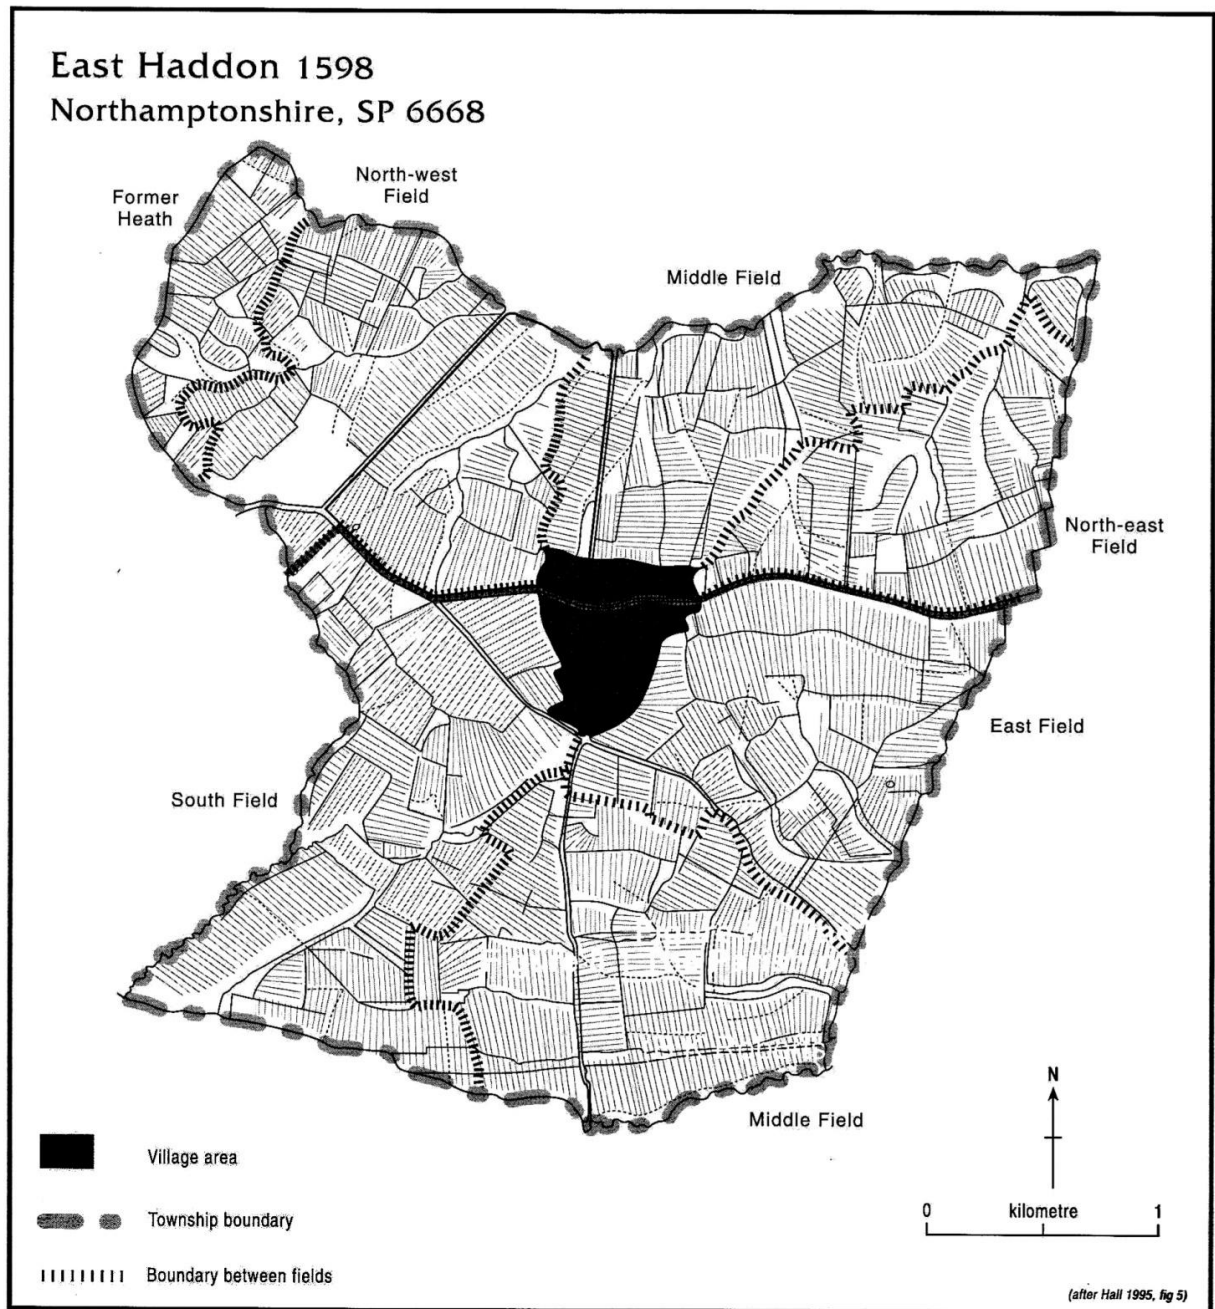 East Haddon 1598
Northamptonshire, SP 6668
North-west
Field
Former
Heath
Middle Field
North-east
Field
East Field
South Field
Middle Field
N
Village area
Township boundary
Boundary between fields
0 kilometre 1
(after Hall 1995, fig 5)